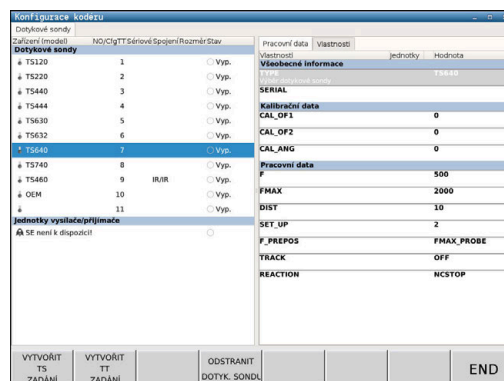 Konfigurace kodéru
Dotykové sondy
Zařízení (model) NO/ČlgTT Sériové Spojení Rozměr Stav
Dotykové sondy
TS120 1 Vyp.
TS220 2 Vyp.
TS440 3 Vyp.
TS444 4 Vyp.
TS630 5 Vyp.
TS632 6 Vyp.
TS640 7 Vyp.
TS740 8 Vyp.
TS460 9 IR/IR Vyp.
OEM 10 Vyp.
11 Vyp.
Jednotky vysílače/přijímače
SE není k dispozici!
Pracovní data Vlastnosti
Vlastnosti Jednotky Hodnota
Všeobecné informace
TYPE TS640
Výběr dotykové sondy
SERIAL
Kalibrační data
CAL_OF1 0
CAL_OF2 0
CAL_ANG 0
Pracovní data
F 500
FMAX 2000
DIST 10
SET_UP 2
F_PREPOS FMAX_PROBE
TRACK OFF
REACTION NCSTOP
VYTVOŘIT TS ZADÁNÍ
VYTVOŘIT TT ZADÁNÍ
ODSTRANIT DOTYK. SONDU
END